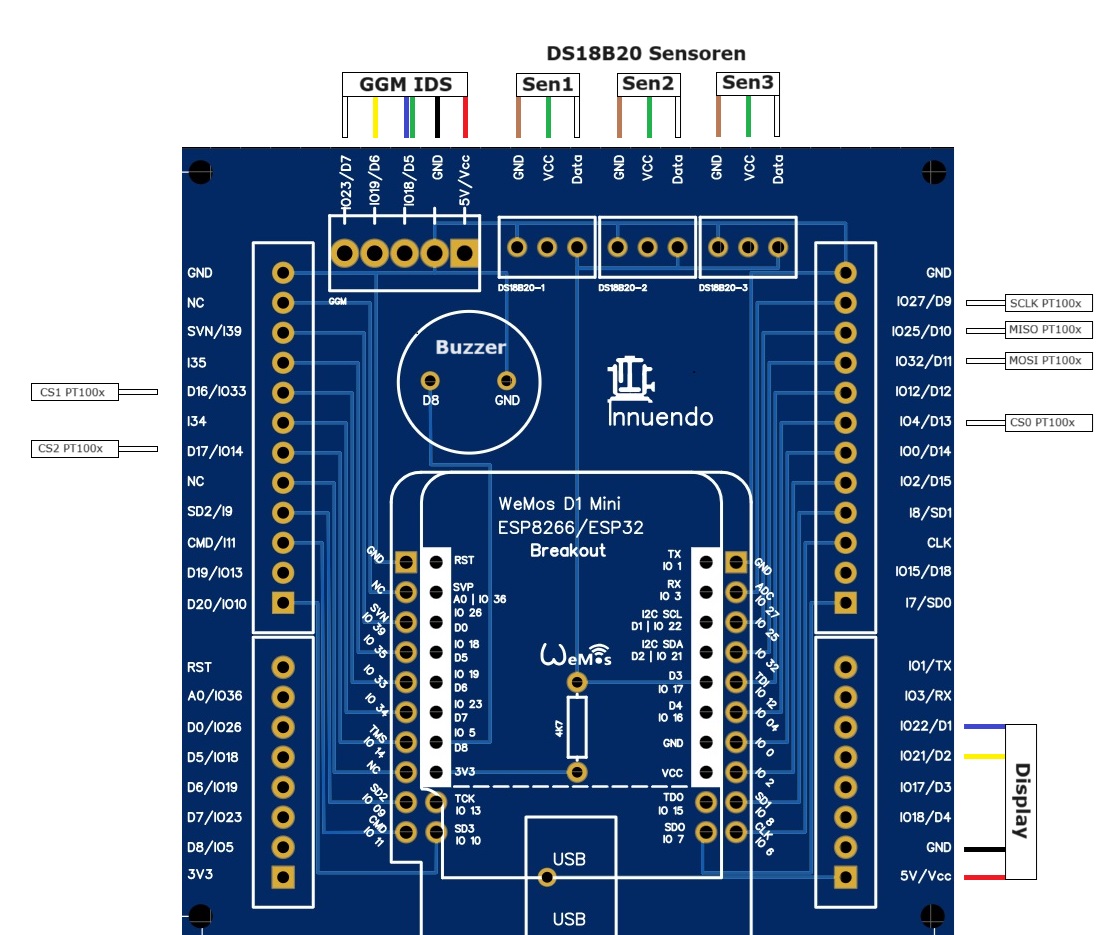 DS18B20 Sensoren
GGM IDS
Sen1
Sen2
Sen3
IO23/D7
IO19/D6
IO18/D5
GND
5V/Vcc
GND
VCC
Data
GND
VCC
Data
GND
VCC
Data
GGM
DS18B20-1
DS18B20-2
DS18B20-3
GND
NC
SVN/I39
I35
D16/IO33
I34
D17/IO14
NC
SD2/I9
CMD/I11
D19/IO13
D20/IO10
CS1 PT100x
CS2 PT100x
Buzzer
D8
GND
Innuendo
GND
IO27/D9
IO25/D10
IO32/D11
IO12/D12
IO4/D13
IO0/D14
IO2/D15
I8/SD1
CLK
IO15/D18
I7/SD0
SCLK PT100x
MISO PT100x
MOSI PT100x
CS0 PT100x
WeMos D1 Mini
ESP8266/ESP32
Breakout
GND
NC
SVN
IO 39
IO 35
IO 33
IO 34
TMS
IO 14
NC
SD2
IO 09
CMD
IO 11
RST
SVP
A0 | IO 36
IO 26
D0
IO 18
D5
IO 19
D6
IO 23
D7
IO 5
D8
3V3
TCK
IO 13
SD3
IO 10
WeMos
4K7
TX
IO 1
RX
IO 3
I2C SCL
D1 | IO 22
I2C SDA
D2 | IO 21
D3
IO 17
D4
IO 16
GND
VCC
TDO
IO 15
SD0
IO 7
GND
ADC
IO 27
IO 25
IO 32
TDI
IO 12
IO 04
IO 0
IO 2
SD1
IO 8
CLK
IO 6
RST
A0/IO36
D0/IO26
D5/IO18
D6/IO19
D7/IO23
D8/IO5
3V3
IO1/TX
IO3/RX
IO22/D1
IO21/D2
IO17/D3
IO18/D4
GND
5V/Vcc
Display
USB
USB